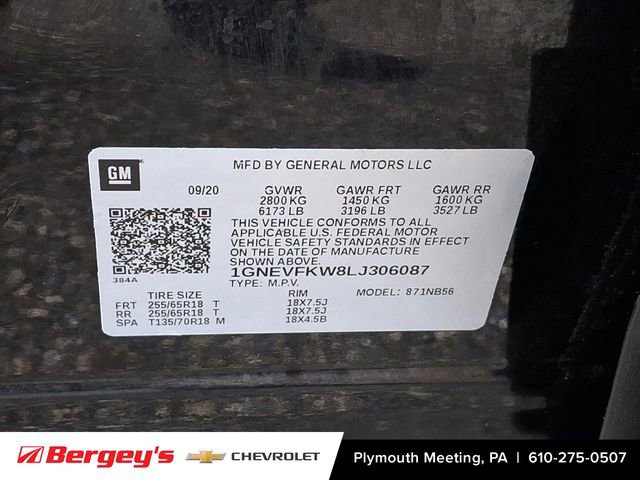 GM
MFD BY GENERAL MOTORS LLC
09/20 GVWR GAWR FRT GAWR RR
2800 KG 1450 KG 1600 KG
6173 LB 3196 LB 3527 LB
THIS VEHICLE CONFORMS TO ALL
APPLICABLE U.S. FEDERAL MOTOR
VEHICLE SAFETY STANDARDS IN EFFECT
ON THE DATE OF MANUFACTURE
SHOWN ABOVE.
384A
1GNEVFKW8LJ306087
TYPE: M.P.V. MODEL: 871NB56
TIRE SIZE RIM
FRT 255/65R18 T 18X7.5J
RR 255/65R18 T 18X7.5J
SPA T135/70R18 M 18X4.5B
Bergey's CHEVROLET Plymouth Meeting, PA | 610-275-0507